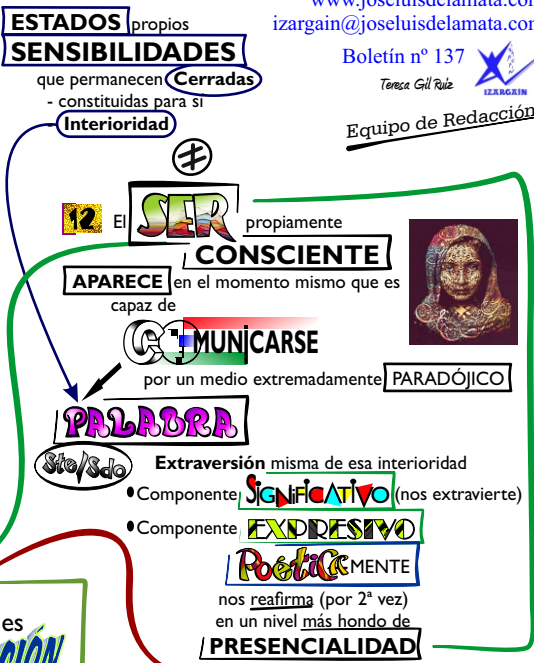 www.joseluisdelamata.com
ESTADOS propios
izargain@joseluisdelamata.com
SENSIBILIDADES
Boletín nº 137
que permanecen Cerradas
Teresa Gil Ruiz
IZARGAIN
- constituidas para sí
- Interioridad
Equipo de Redacción
≠
12 El SER propiamente
CONSCIENTE
APARECE en el momento mismo que es
capaz de
COMUNICARSE
por un medio extremadamente PARADÓJICO
PALABRA
Ste/Sdo
Extraversión misma de esa interioridad
Componente SIGNIFICATIVO (nos extravierte)
Componente EXPRESIVO
PoéticaMENTE
nos reafirma (por 2ª vez)
es
en un nivel más hondo de
PRESENCIALIDAD